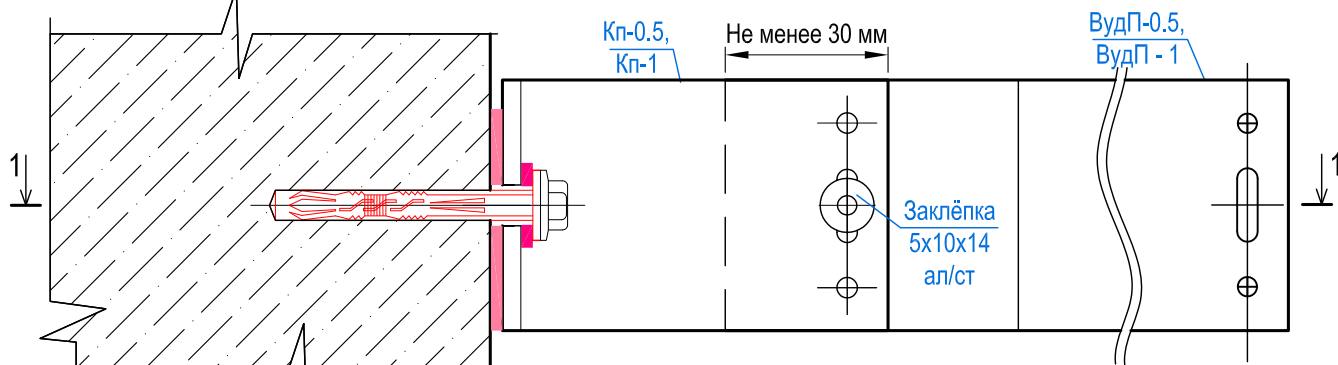 Кп-0.5,
Кп-1
Не менее 30 мм
ВудП-0.5,
ВудП - 1
1
1
Заклёпка
5х10х14
ал/ст